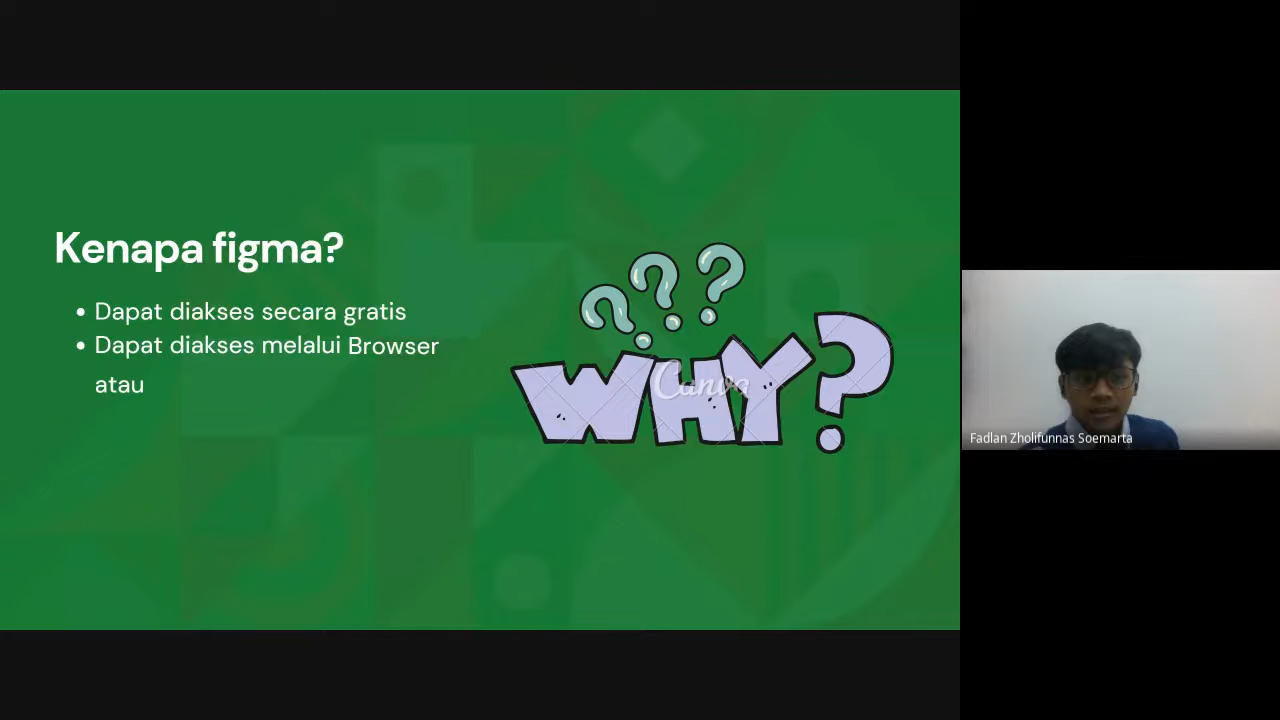 Kenapa figma?
• Dapat diakses secara gratis
• Dapat diakses melalui Browser
atau
? ? ?
WHY?
Canva
Fadlan Zholifunnas Soemarta